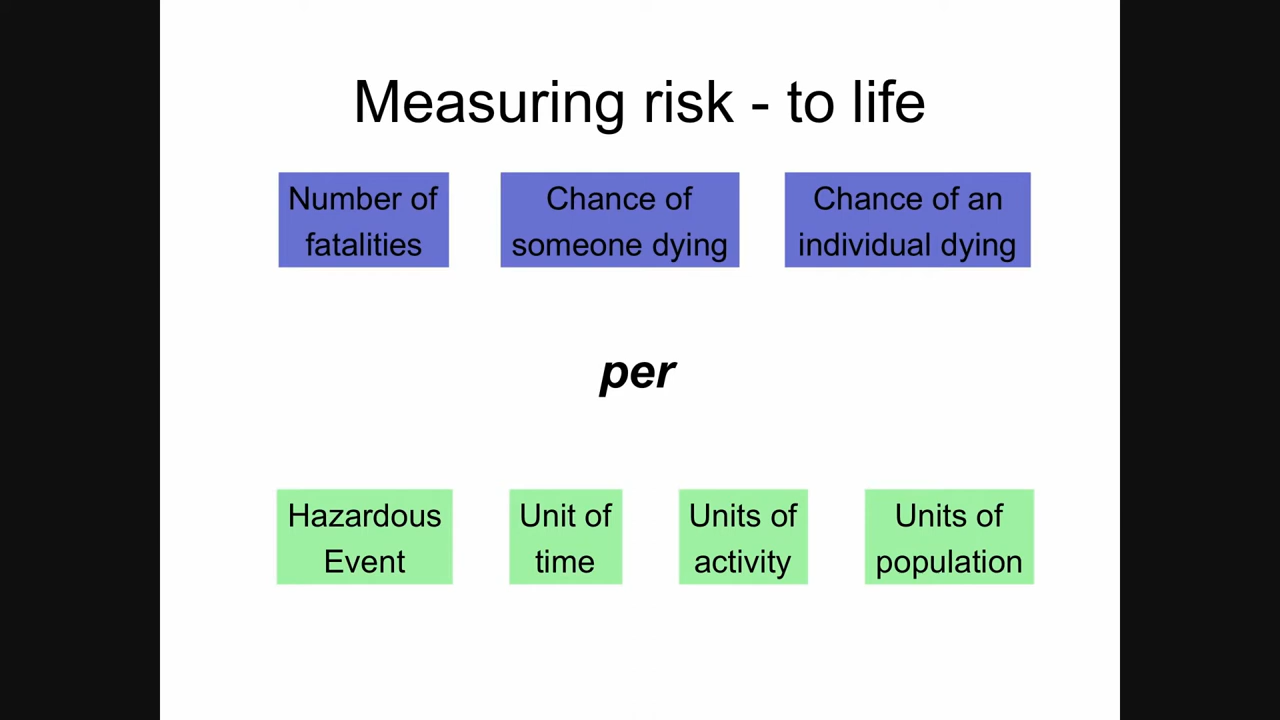 Measuring risk - to life
Number of
fatalities
Chance of
someone dying
Chance of an
individual dying
per
Hazardous
Event
Unit of
time
Units of
activity
Units of
population